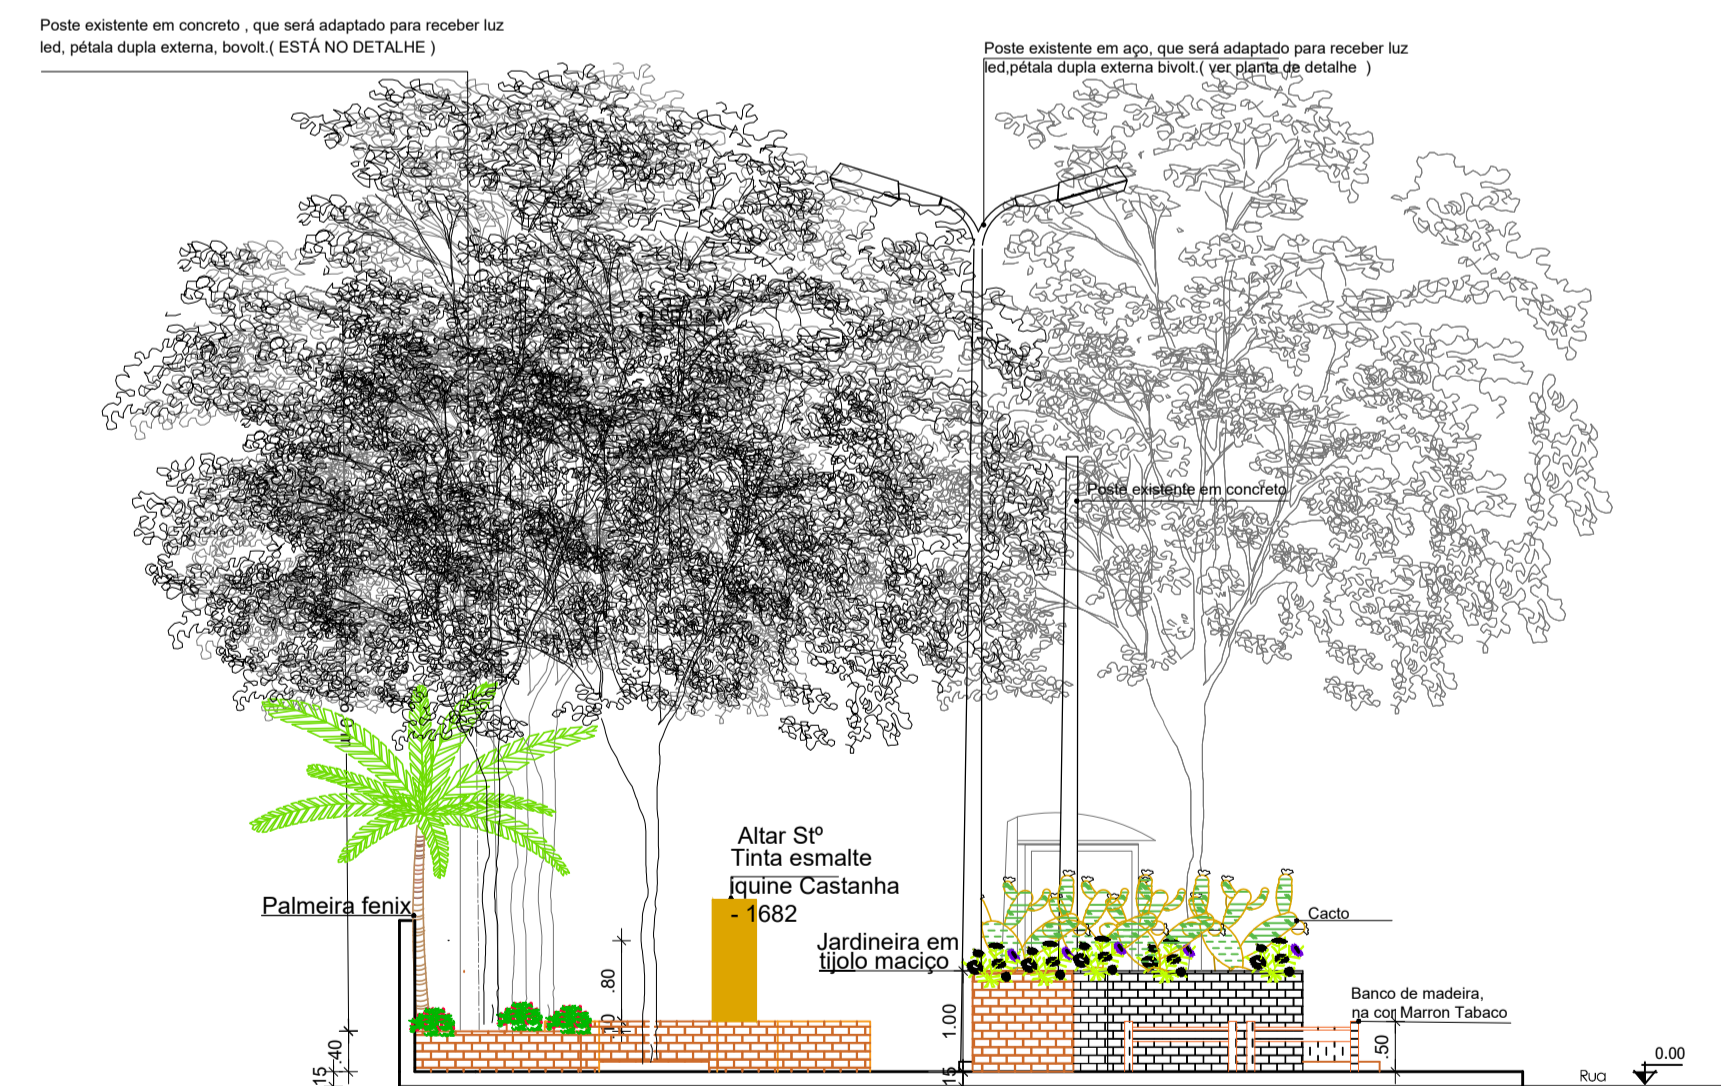 Poste existente em concreto , que será adaptado para receber luz
led, pétala dupla externa, bovolt.( ESTÁ NO DETALHE )
Poste existente em aço, que será adaptado para receber luz
led,pétala dupla externa bivolt.( ver planta de detalhe )
Poste existente em concreto
Altar Stº
Tinta esmalte
iquine Castanha
- 1682
Palmeira fenix
Jardineira em
tijolo maciço
Cacto
Banco de madeira,
na cor Marron Tabaco
.80
.10
1.00
.50
.40
15
15
0.00
Rua